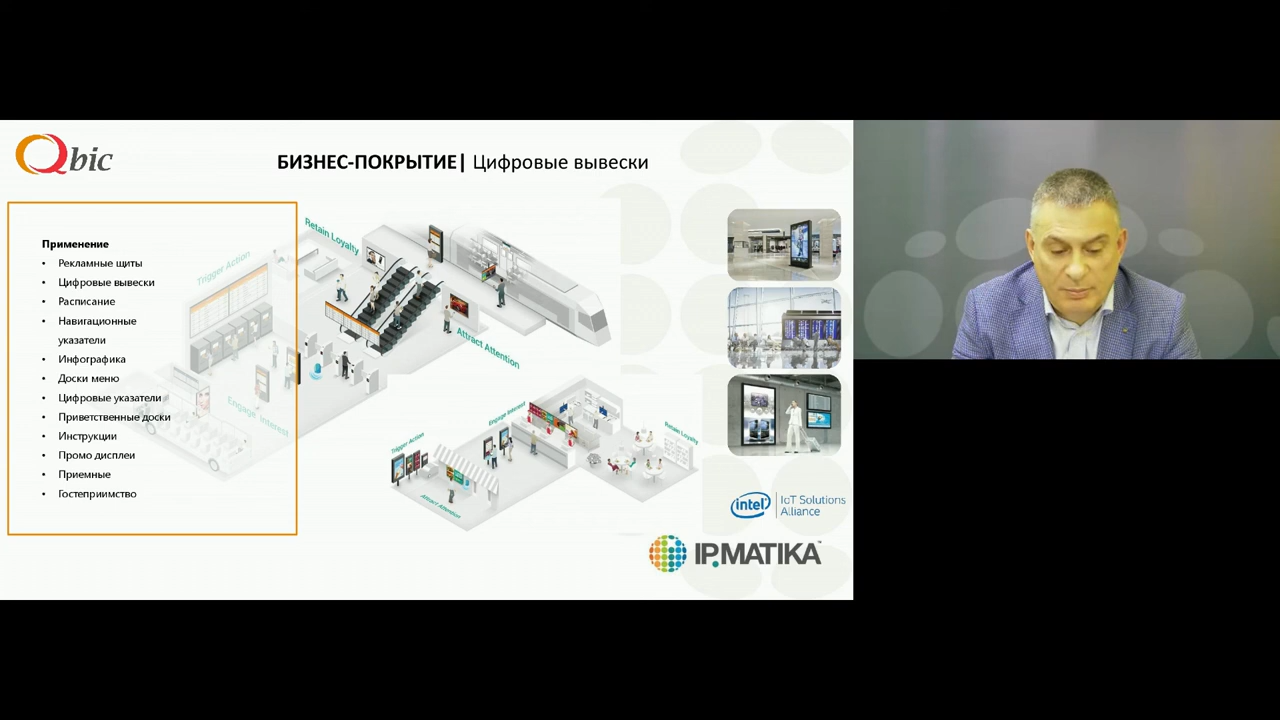 Qbic
БИЗНЕС-ПОКРЫТИЕ| Цифровые вывески
Применение
• Рекламные щиты
• Цифровые вывески
• Расписание
• Навигационные
указатели
• Инфографика
• Доски меню
• Цифровые указатели
• Приветственные доски
• Инструкции
• Промо дисплеи
• Приемные
• Гостеприимство
Trigger Action
Retain Loyalty
Attract Attention
Engage Interest
Trigger Action
Engage Interest
Retain Loyalty
Attract Attention
intel IoT Solutions
Alliance
IP.MATIKA™